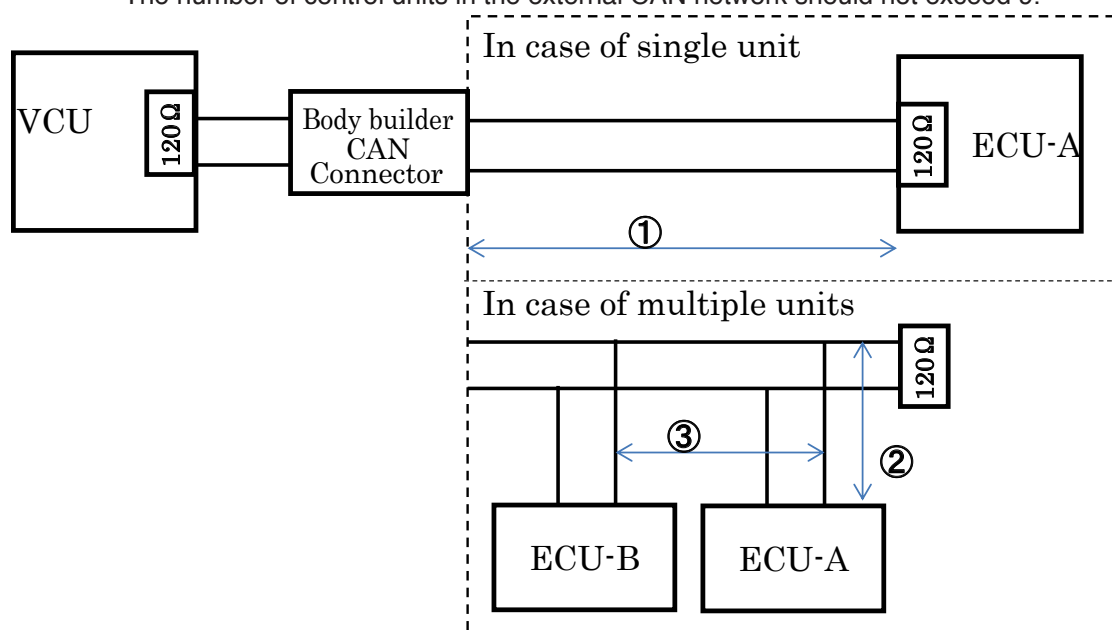 The number of control units in the external CAN network should not exceed
In case of single unit
VCU
120Ω
Body builder
CAN
Connector
120Ω
ECU-A
①
In case of multiple units
120Ω
③
②
ECU-B
ECU-A